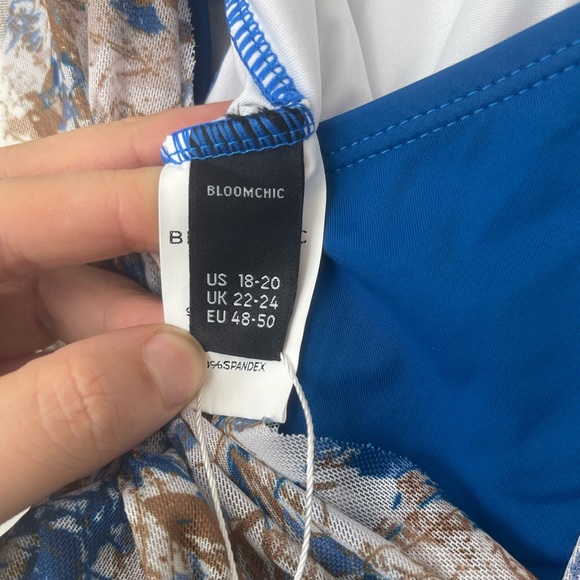 BLOOMCHIC
US 18-20
UK 22-24
EU 48-50
SPANDEX